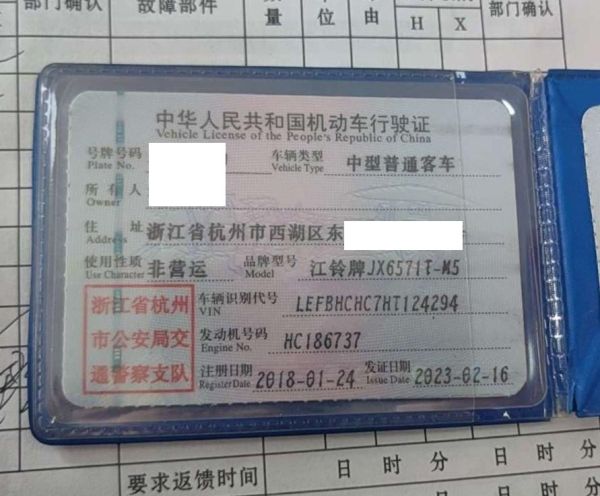 部门确认 故障部件 量 位 由 H X 部门确认
中华人民共和国机动车行驶证
Vehicle License of the People's Republic of China
号牌号码 车辆类型 中型普通客车
Plate No. Vehicle Type
所有人
Owner
住址 浙江省杭州市西湖区东
Address
使用性质 非营运 品牌型号 江铃牌JX6571T-M5
Use Character Model
浙江省杭州 车辆识别代号 LEFBHCHC7HT124294
VIN
市公安局交 发动机号码 HC186737
Engine No.
通警察支队 注册日期 2018-01-24 发证日期 2023-02-16
Register Date Issue Date
要求返馈时间 日 时 分 日 时 分